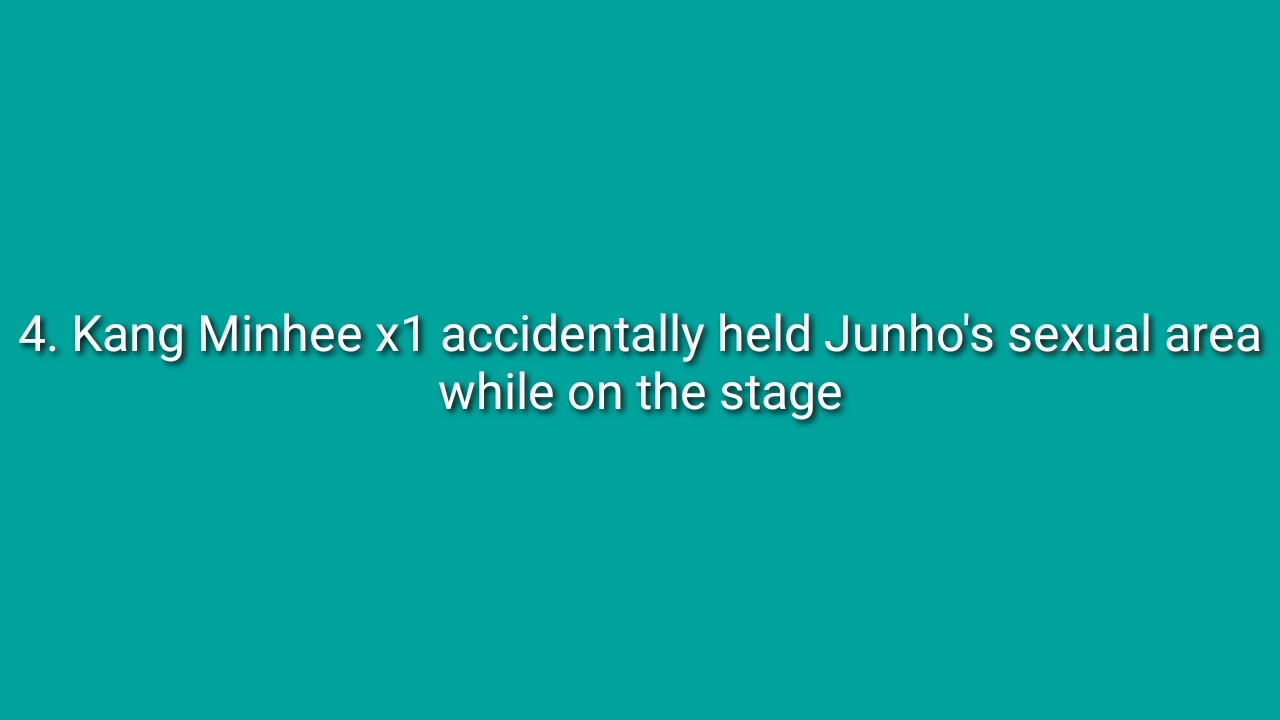 4. Kang Minhee x1 accidentally held Junho's sexual area
while on the stage